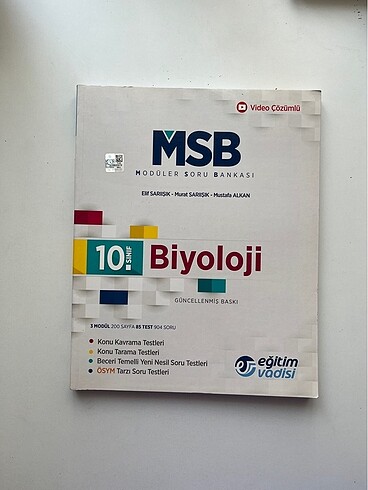 Video Çözümlü
MSB
MODÜLER SORU BANKASI
Elif SARIIŞIK - Murat SARIIŞIK - Mustafa ALKAN
10. SINIF Biyoloji
GÜNCELLENMİŞ BASKI
3 MODÜL 200 SAYFA 85 TEST 904 SORU
Konu Kavrama Testleri
Konu Tarama Testleri
Beceri Temelli Yeni Nesil Soru Testleri
ÖSYM Tarzı Soru Testleri
eğitim
vadisi